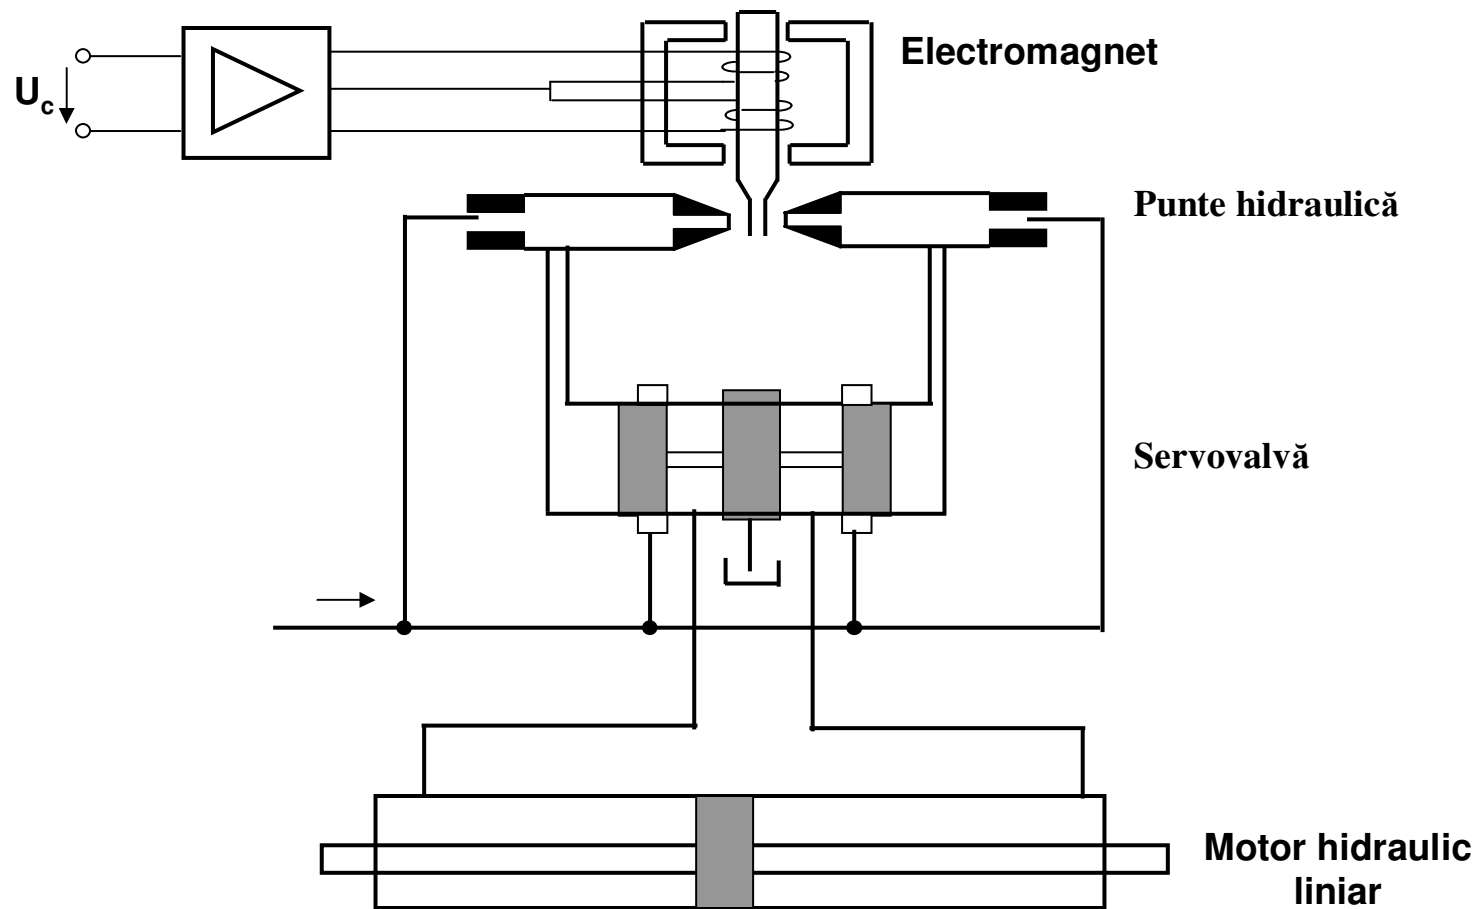 Electromagnet
Uc
Punte hidraulică
Servovalvă
Motor hidraulic
liniar